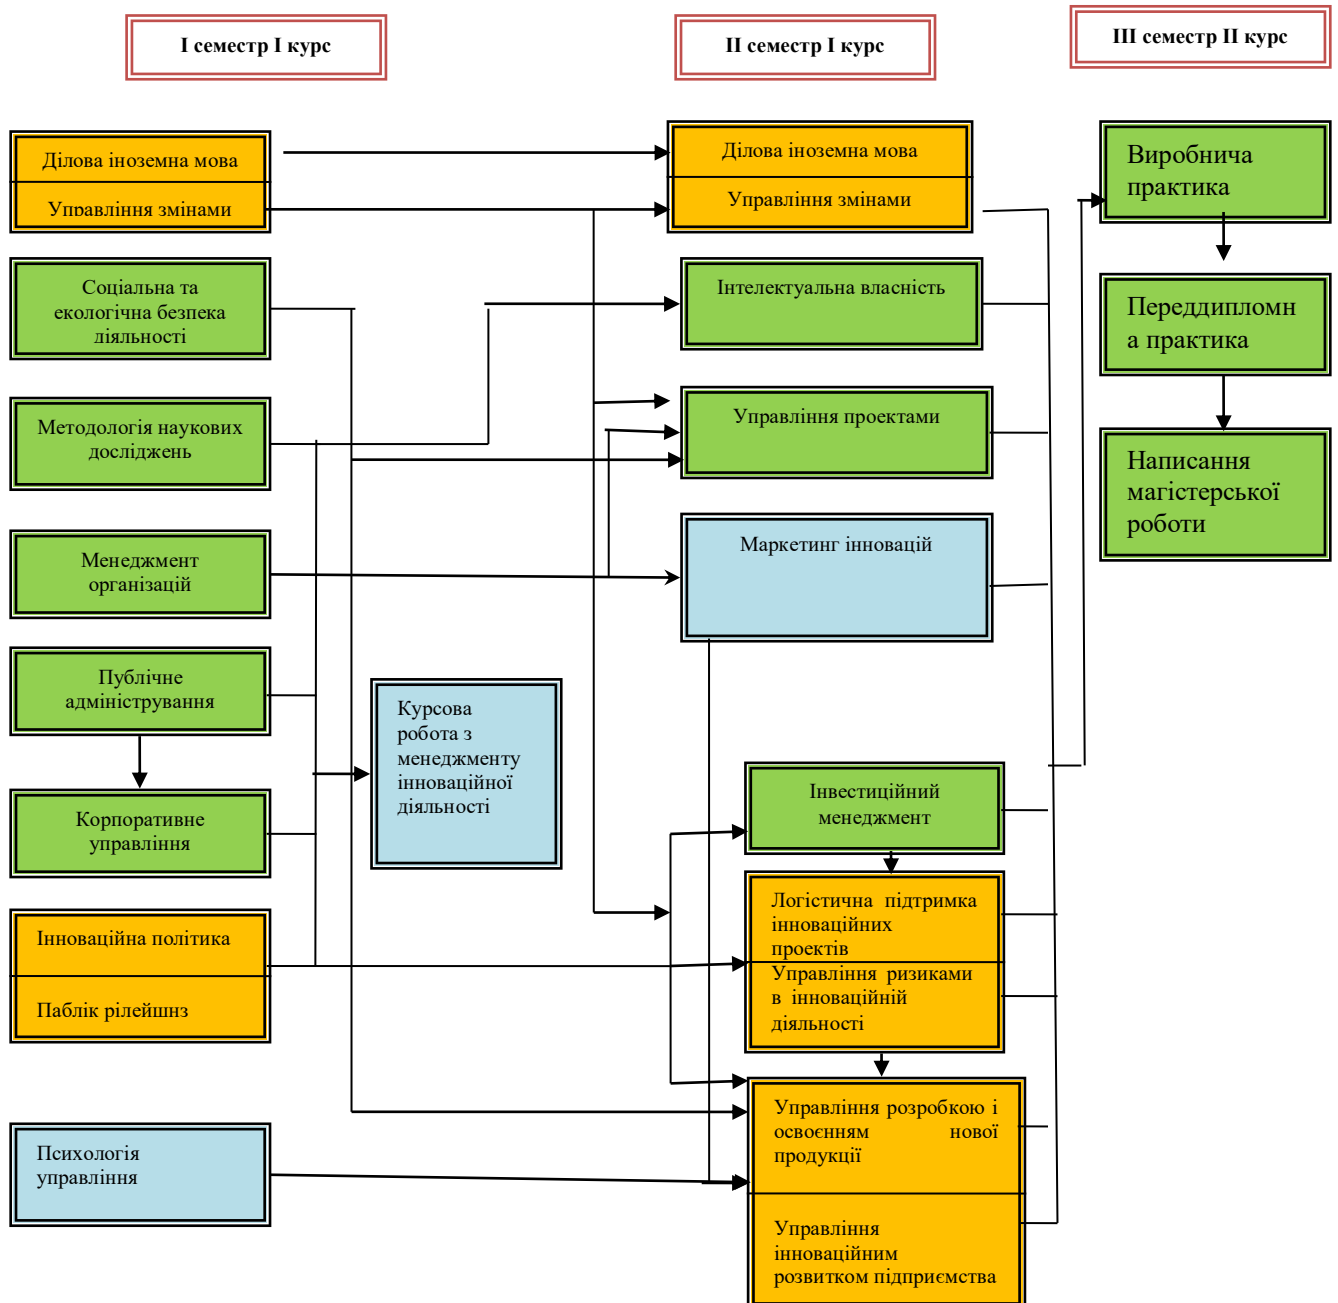 І семестр І курс
ІІ семестр І курс
ІІІ семестр ІІ курс
Ділова іноземна мова
Управління змінами
Соціальна та
екологічна безпека
діяльності
Методологія наукових
досліджень
Менеджмент
організацій
Публічне
адміністрування
Корпоративне
управління
Інноваційна політика
Паблік рілейшнз
Психологія
управління
Курсова
робота з
менеджменту
інноваційної
діяльності
Ділова іноземна мова
Управління змінами
Інтелектуальна власність
Управління проектами
Маркетинг інновацій
Інвестиційний
менеджмент
Логістична підтримка
інноваційних
проектів
Управління ризиками
в інноваційній
діяльності
Управління розробкою і
освоєнням нової
продукції
Управління
інноваційним
розвитком підприємства
Виробнича
практика
Переддипломн
а практика
Написання
магістерської
роботи